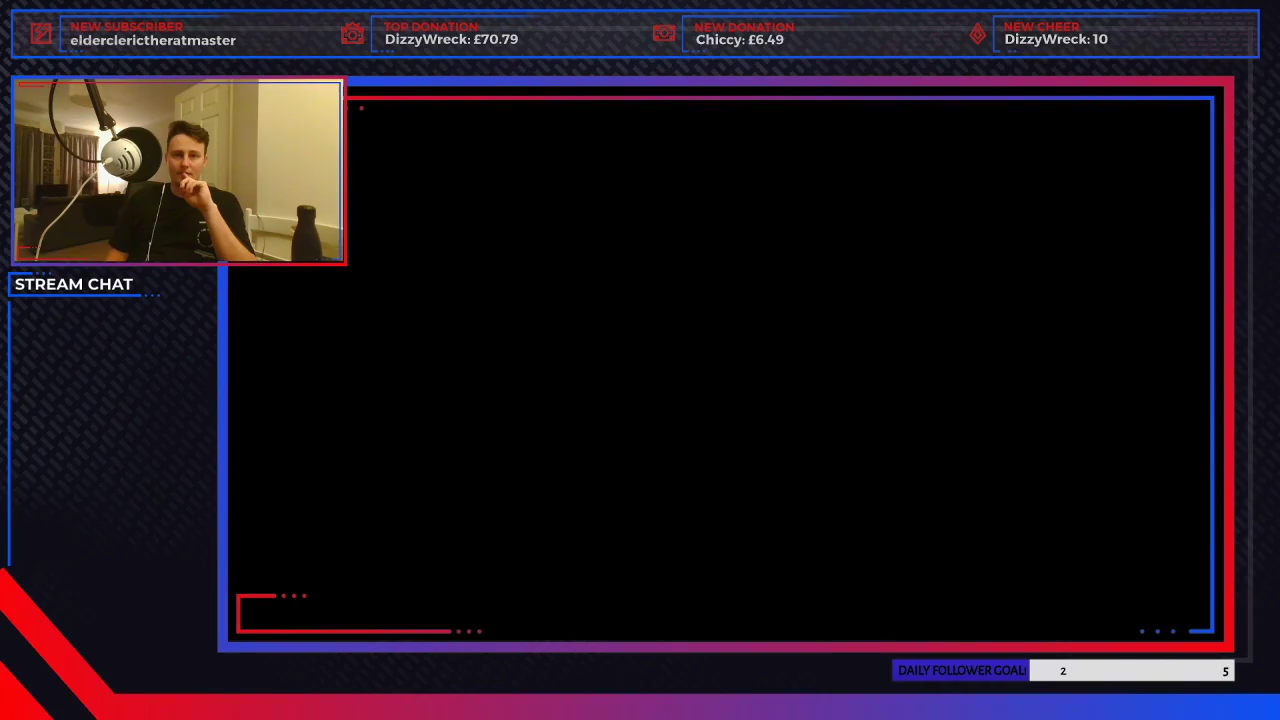 NEW SUBSCRIBER
elderclerictheratmaster
TOP DONATION
DizzyWreck: £70.79
NEW DONATION
Chiccy: £6.49
NEW CHEER
DizzyWreck: 10
STREAM CHAT
DAILY FOLLOWER GOAL:
2
5